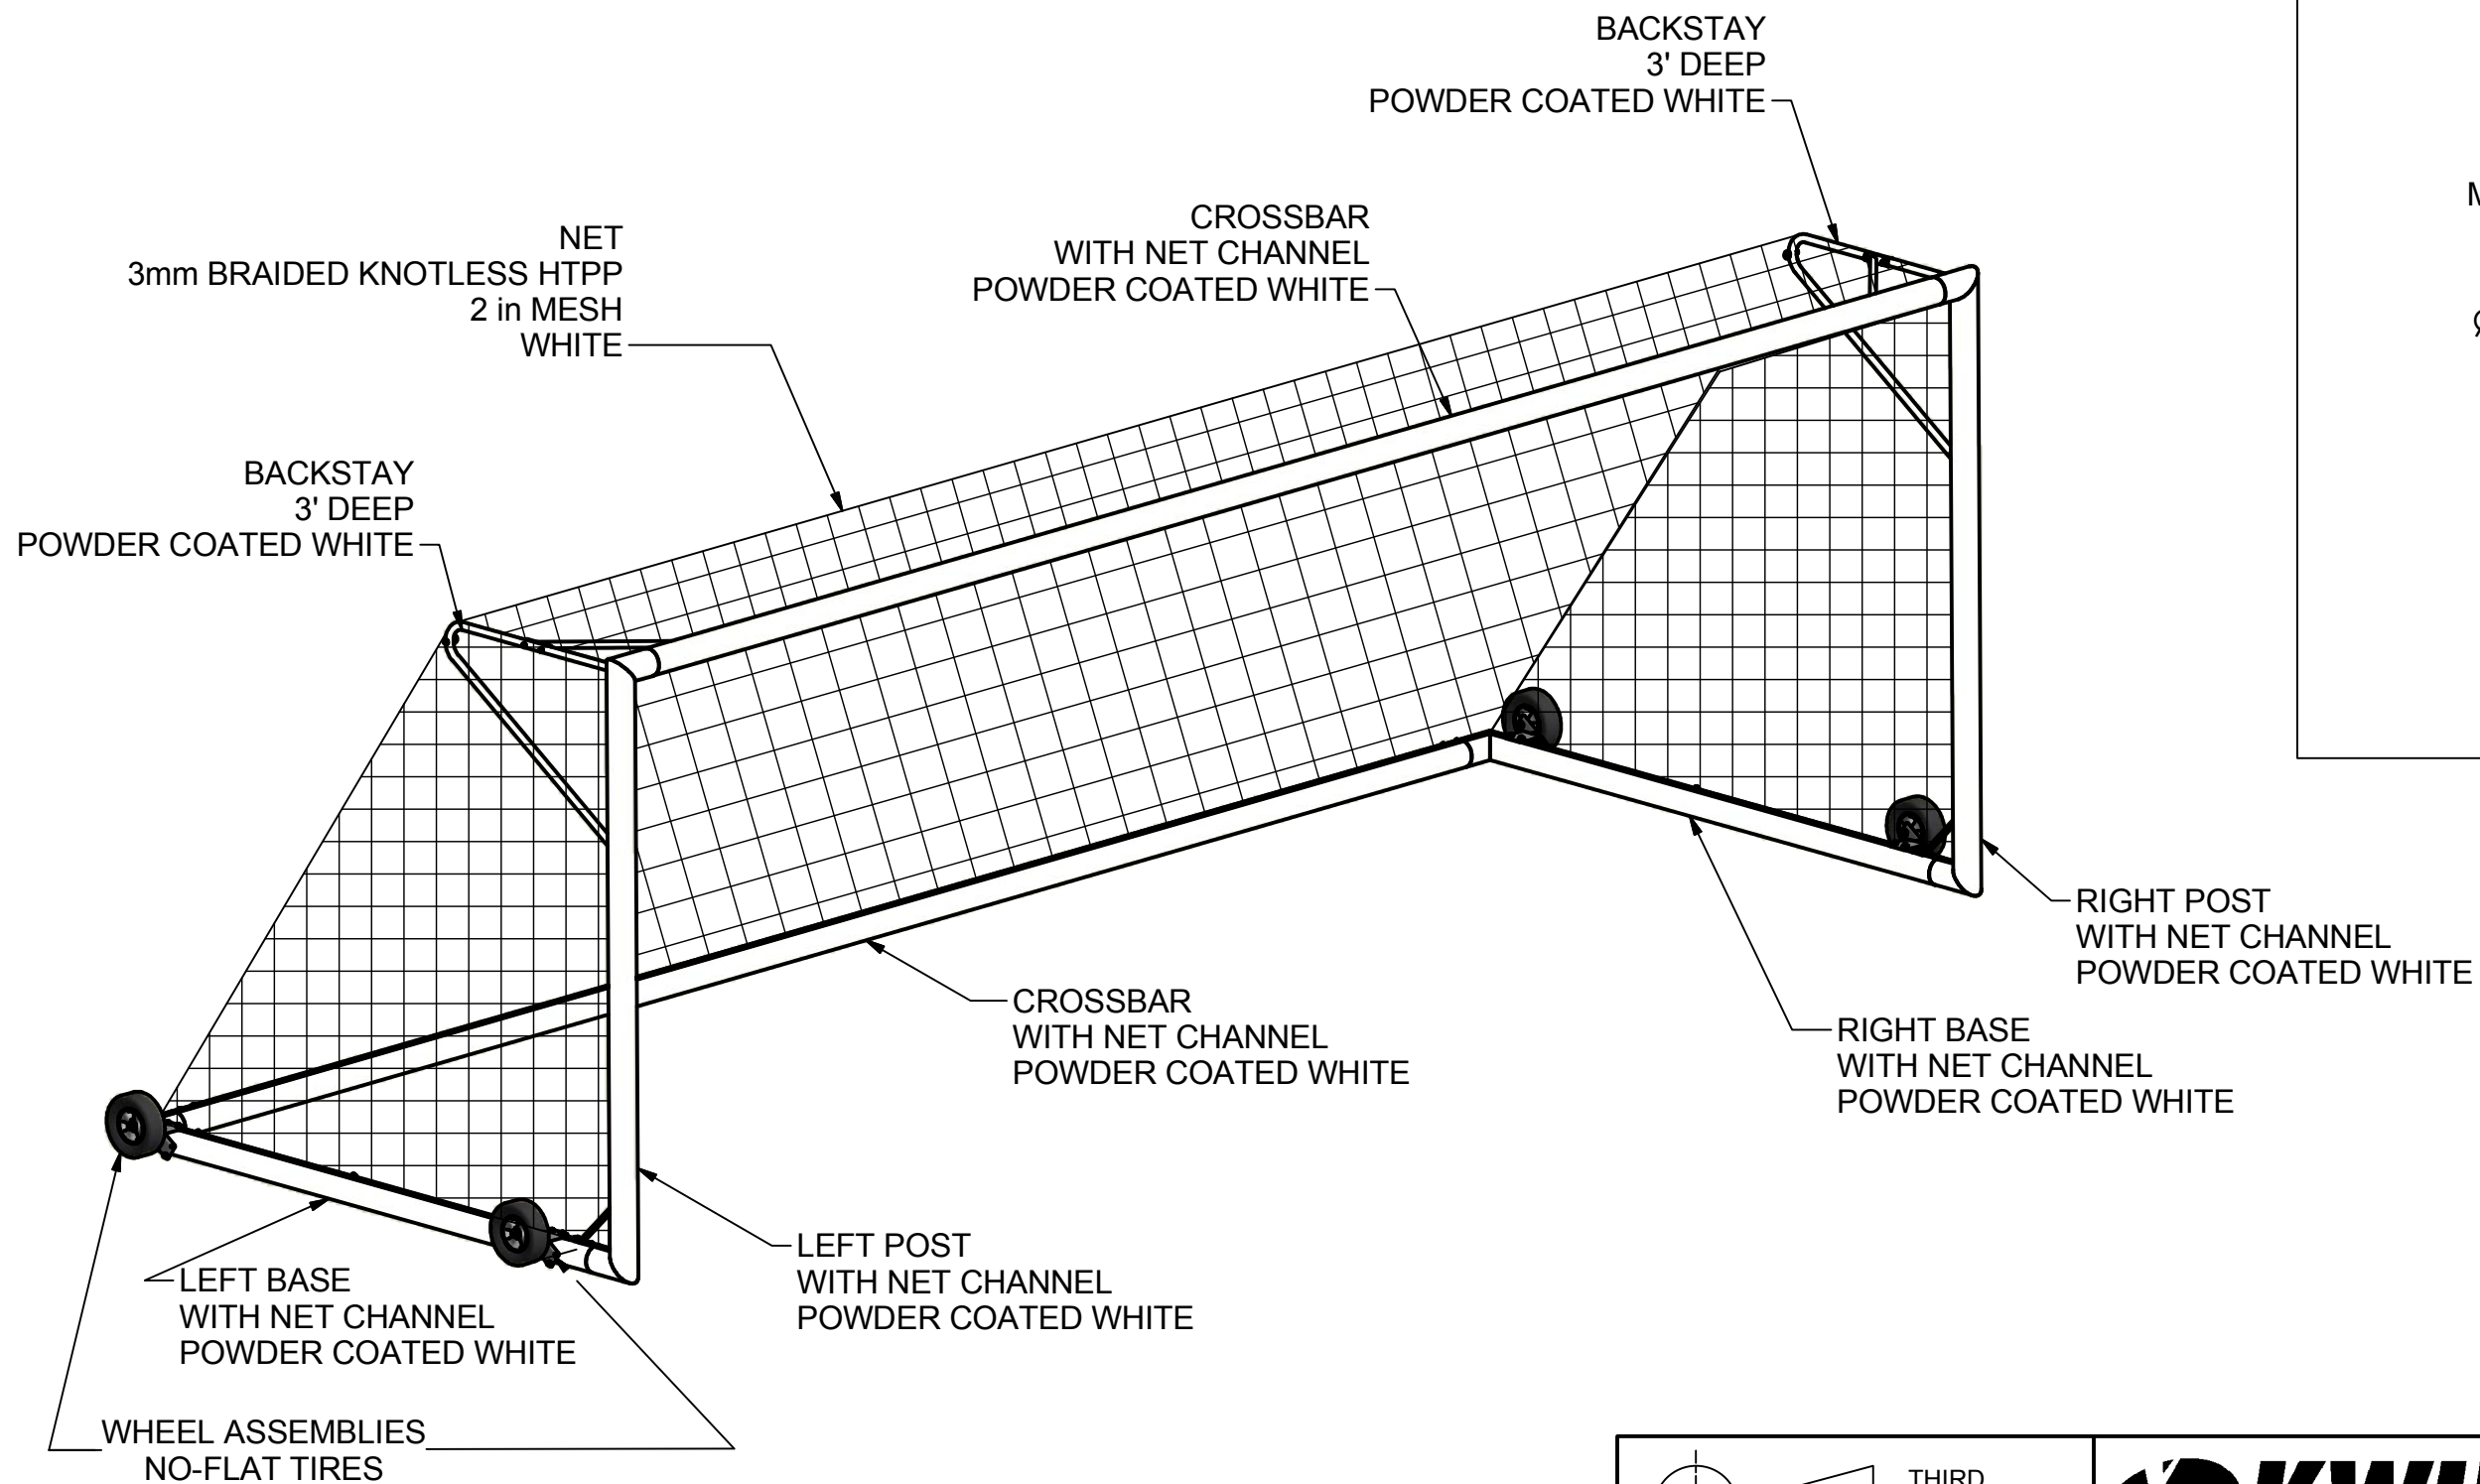 BACKSTAY
3' DEEP
POWDER COATED WHITE
CROSSBAR
WITH NET CHANNEL
POWDER COATED WHITE
NET
3mm BRAIDED KNOTLESS HTPP
2 in MESH
WHITE
BACKSTAY
3' DEEP
POWDER COATED WHITE
RIGHT POST
WITH NET CHANNEL
POWDER COATED WHITE
CROSSBAR
WITH NET CHANNEL
POWDER COATED WHITE
RIGHT BASE
WITH NET CHANNEL
POWDER COATED WHITE
LEFT POST
WITH NET CHANNEL
POWDER COATED WHITE
LEFT BASE
WITH NET CHANNEL
POWDER COATED WHITE
WHEEL ASSEMBLIES
NO-FLAT TIRES
THIRD